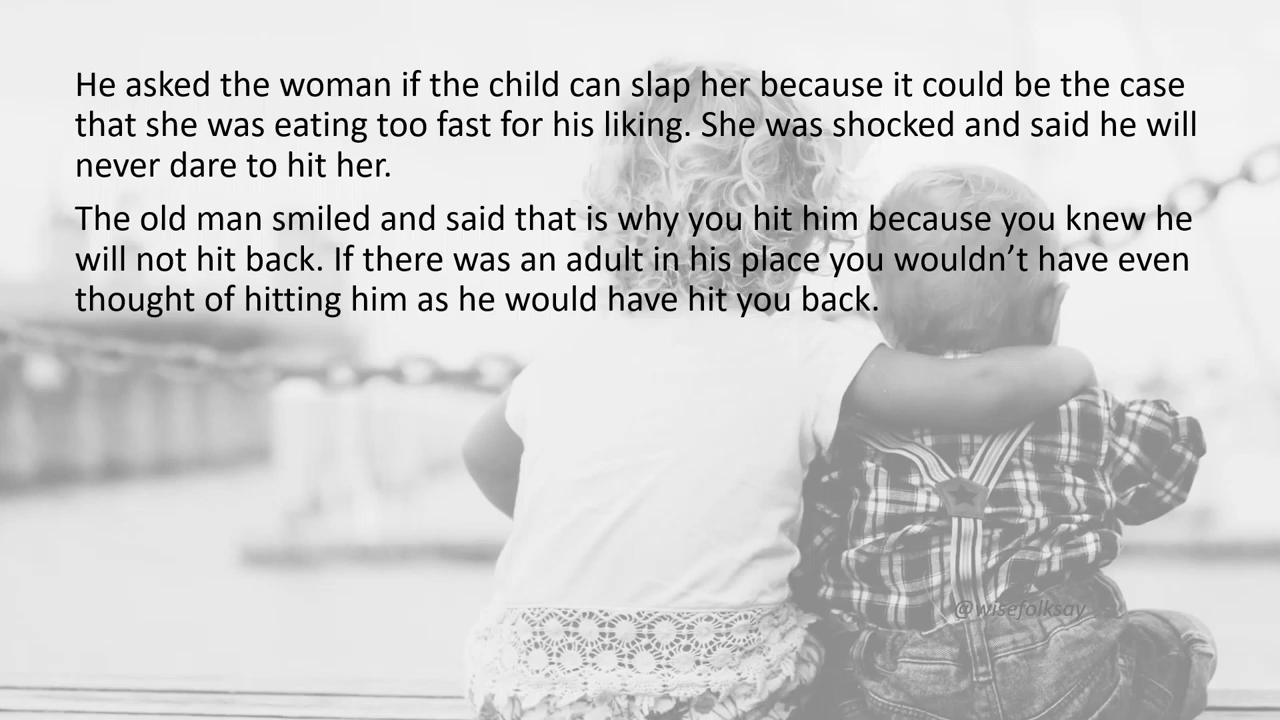 He asked the woman if the child can slap her because it could be the case
that she was eating too fast for his liking. She was shocked and said he will
never dare to hit her.
The old man smiled and said that is why you hit him because you knew he
will not hit back. If there was an adult in his place you wouldn’t have even
thought of hitting him as he would have hit you back.
@wisefolksay